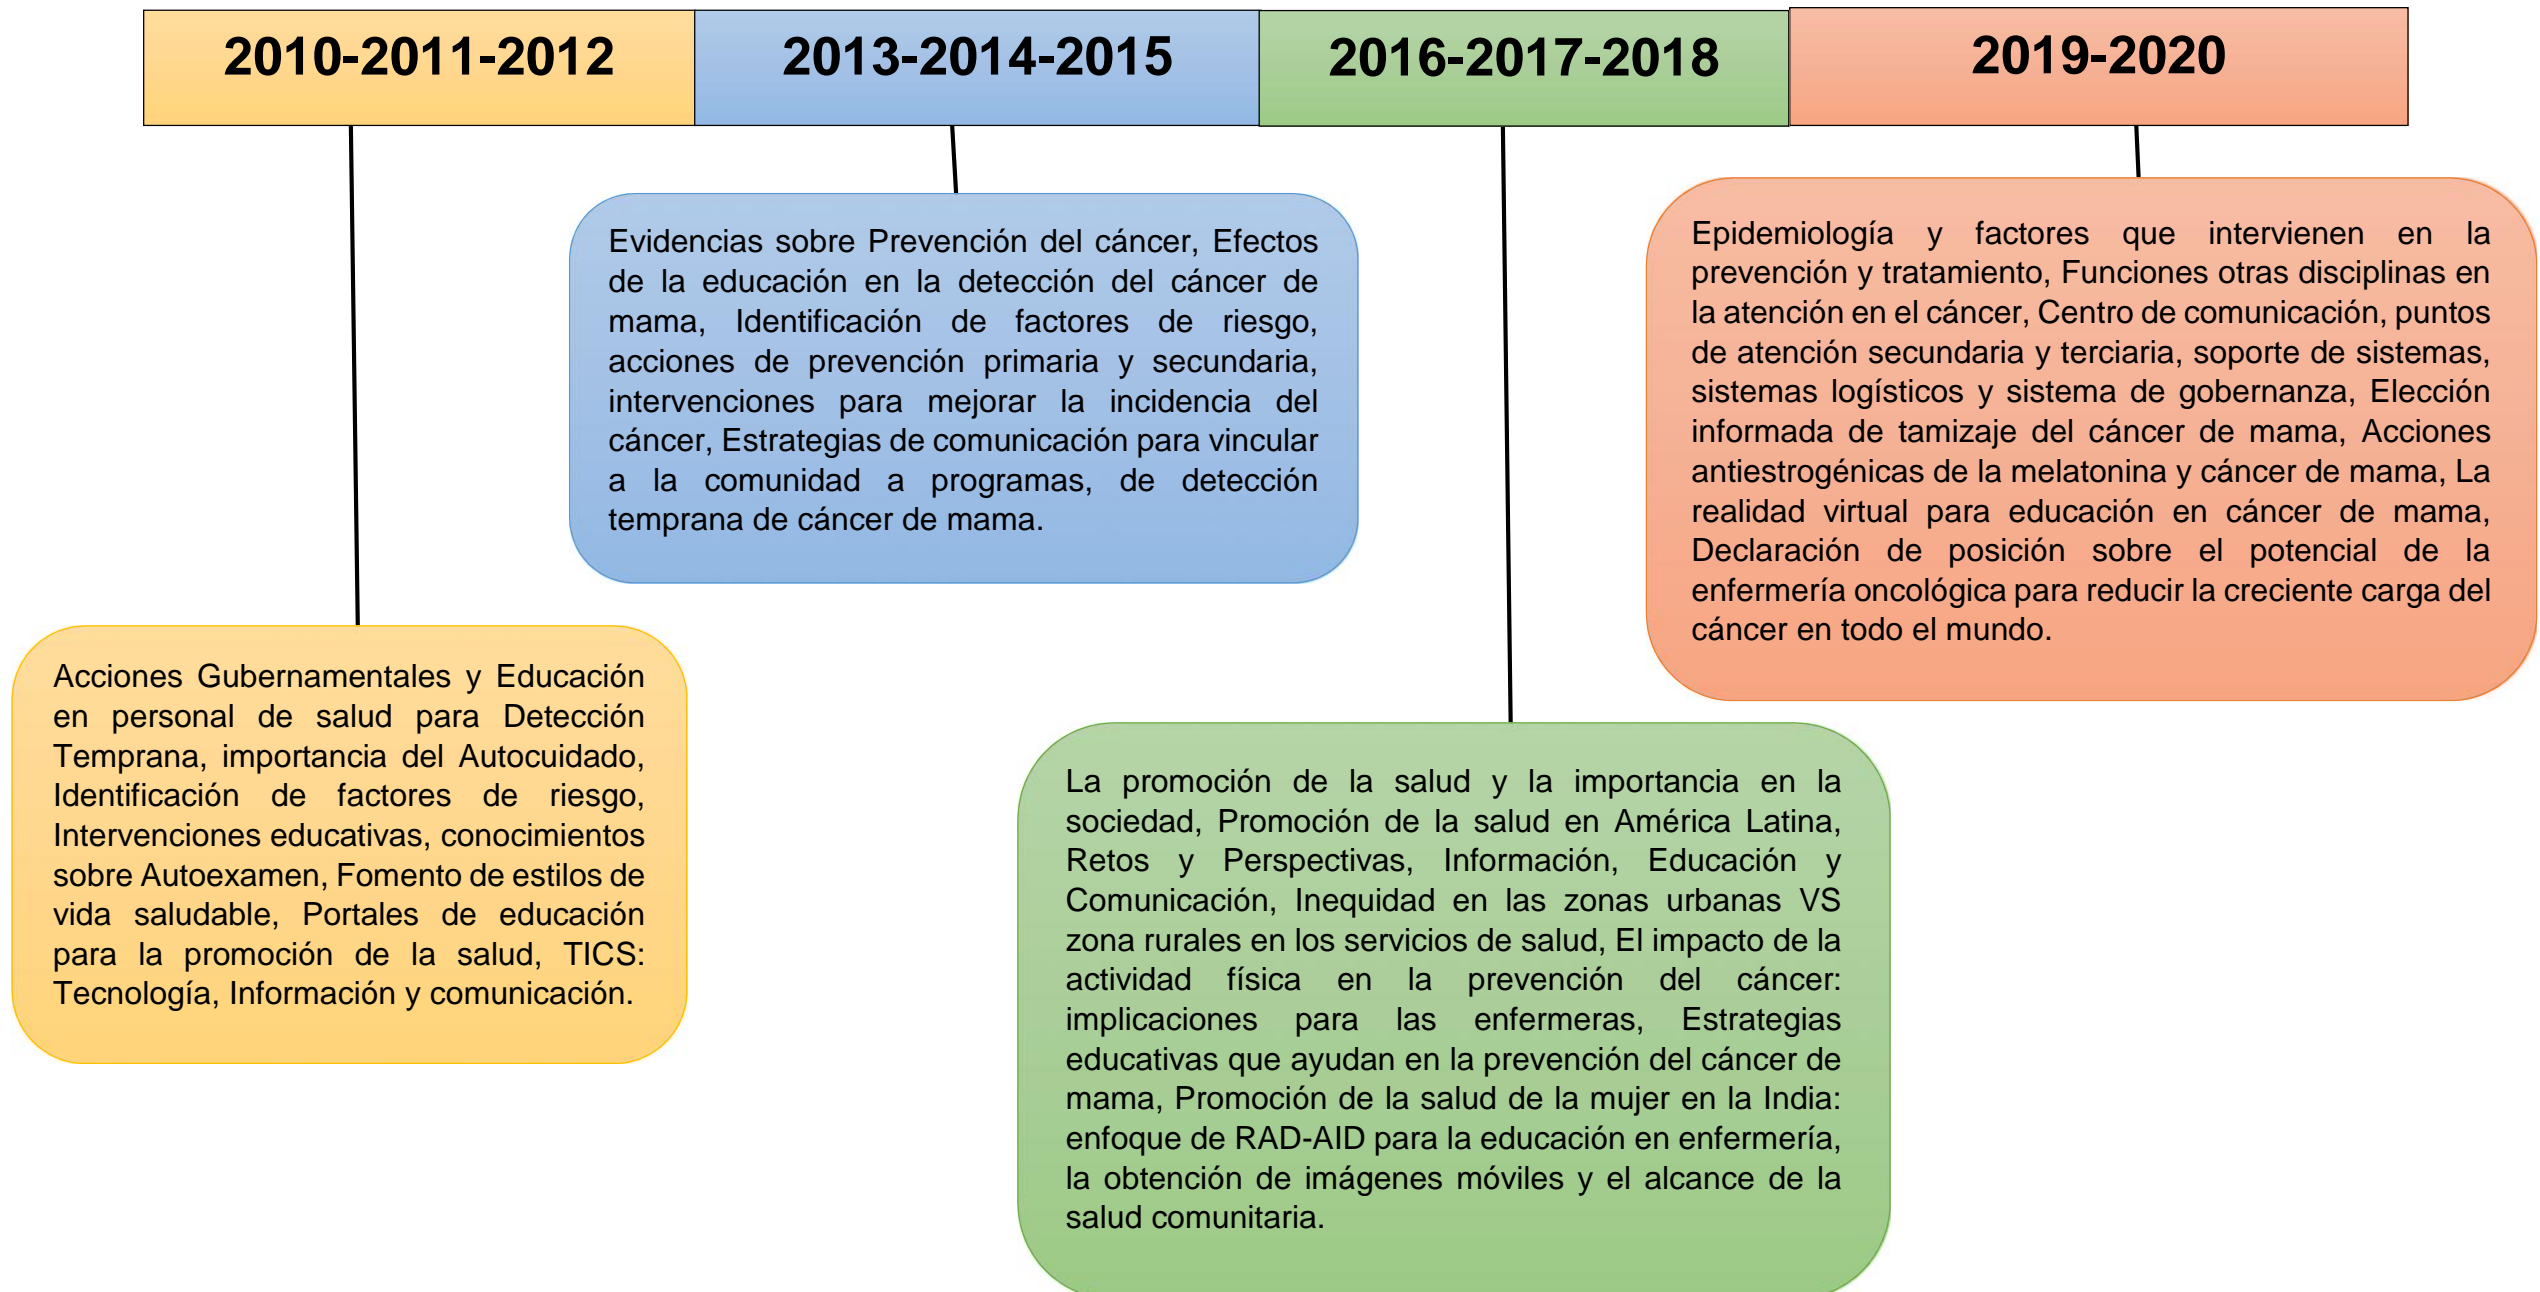 2010-2011-2012
2013-2014-2015
2016-2017-2018
2019-2020
Acciones Gubernamentales y Educación
en personal de salud para Detección
Temprana, importancia del Autocuidado,
Identificación de factores de riesgo,
Intervenciones educativas, conocimientos
sobre Autoexamen, Fomento de estilos de
vida saludable, Portales de educación
para la promoción de la salud, TICS:
Tecnología, Información y comunicación.
Evidencias sobre Prevención del cáncer, Efectos
de la educación en la detección del cáncer de
mama, Identificación de factores de riesgo,
acciones de prevención primaria y secundaria,
intervenciones para mejorar la incidencia del
cáncer, Estrategias de comunicación para vincular
a la comunidad a programas, de detección
temprana de cáncer de mama.
La promoción de la salud y la importancia en la
sociedad, Promoción de la salud en América Latina,
Retos y Perspectivas, Información, Educación y
Comunicación, Inequidad en las zonas urbanas VS
zona rurales en los servicios de salud, El impacto de la
actividad física en la prevención del cáncer:
implicaciones para las enfermeras, Estrategias
educativas que ayudan en la prevención del cáncer de
mama, Promoción de la salud de la mujer en la India:
enfoque de RAD-AID para la educación en enfermería,
la obtención de imágenes móviles y el alcance de la
salud comunitaria.
Epidemiología y factores que intervienen en la
prevención y tratamiento, Funciones otras disciplinas en
la atención en el cáncer, Centro de comunicación, puntos
de atención secundaria y terciaria, soporte de sistemas,
sistemas logísticos y sistema de gobernanza, Elección
informada de tamizaje del cáncer de mama, Acciones
antiestrogénicas de la melatonina y cáncer de mama, La
realidad virtual para educación en cáncer de mama,
Declaración de posición sobre el potencial de la
enfermería oncológica para reducir la creciente carga del
cáncer en todo el mundo.